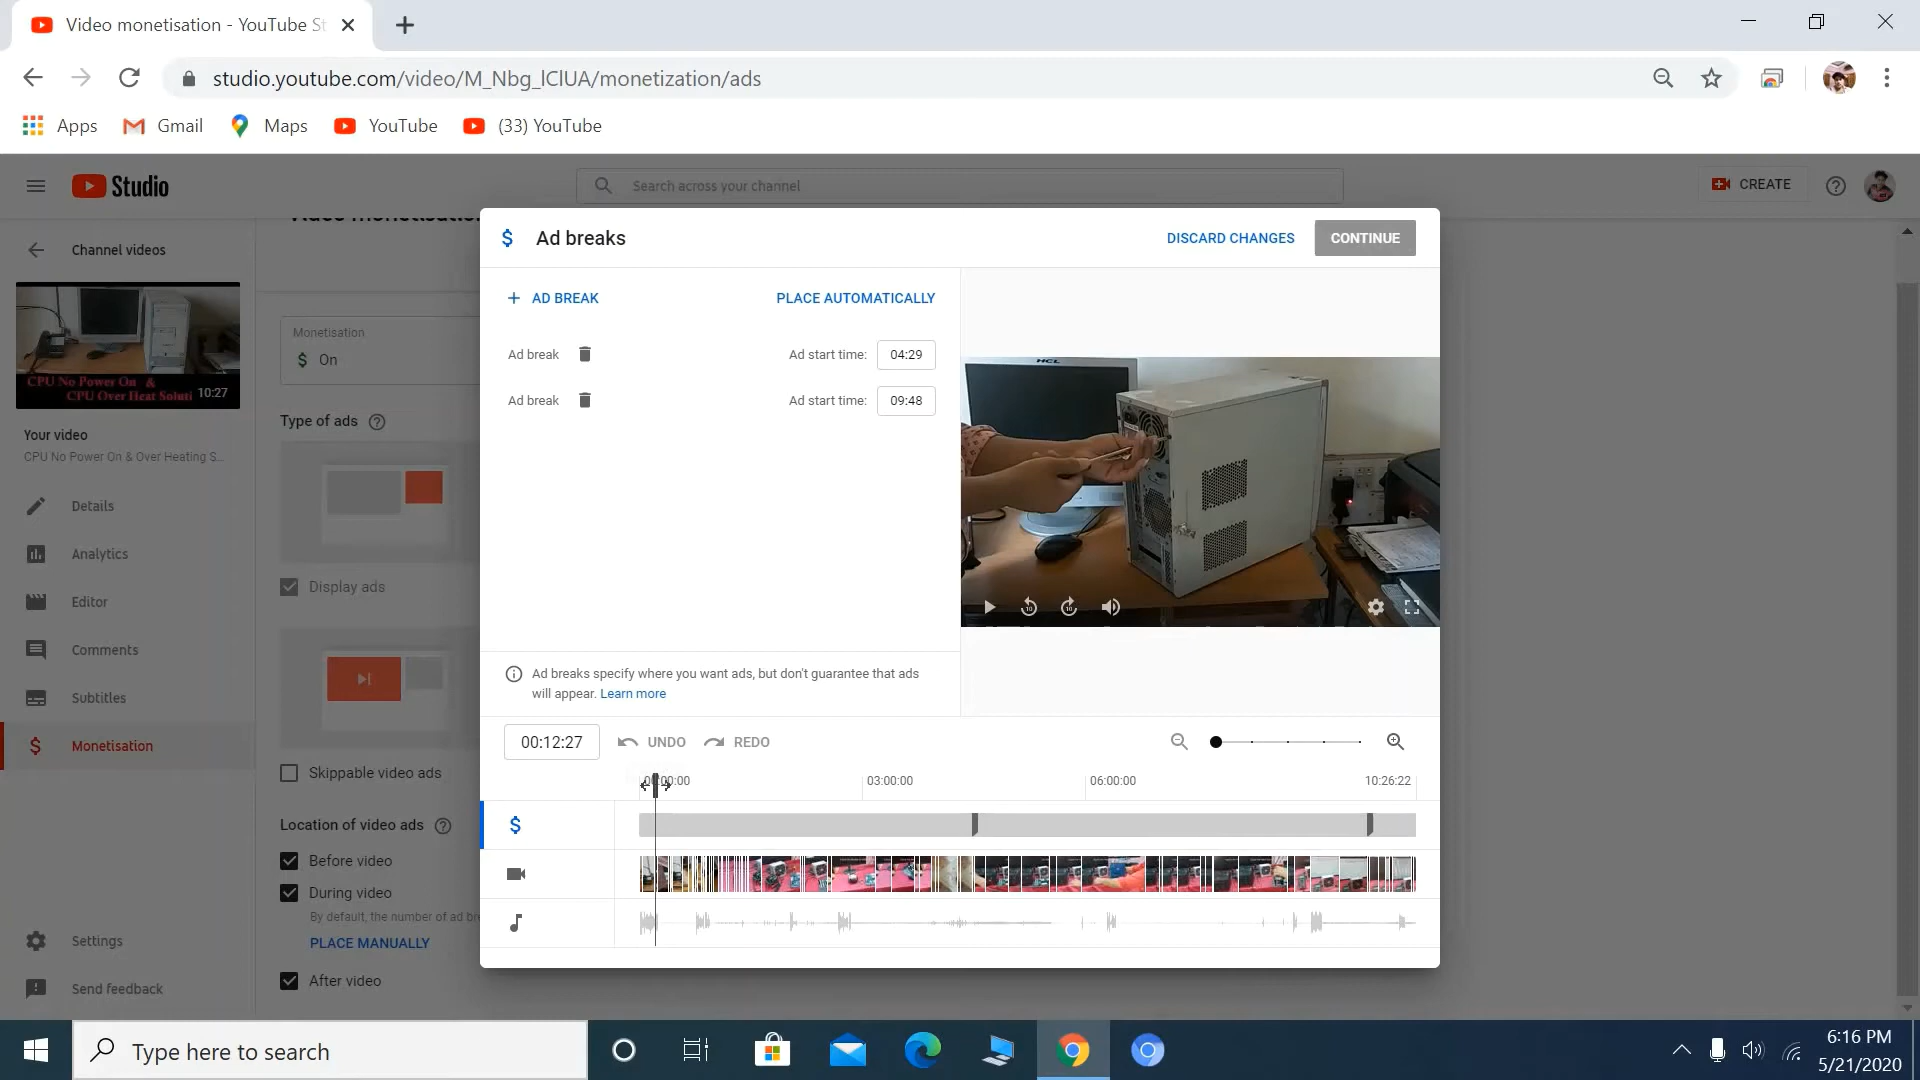 Video monetisation - YouTube St
studio.youtube.com/video/M_Nbg_lClUA/monetization/ads
Apps
Gmail
Maps
YouTube
(33) YouTube
Studio
Search across your channel
CREATE
Channel videos
CPU No Power On &
CPU Over Heat Soluti
10:27
Your video
CPU No Power On & Over Heating S...
Details
Analytics
Editor
Comments
Subtitles
Monetisation
Settings
Send feedback
Video monetisation
Monetisation
$ On
Type of ads
Display ads
Skippable video ads
Location of video ads
Before video
During video
By default, the number of ad br
PLACE MANUALLY
After video
$ Ad breaks
DISCARD CHANGES
CONTINUE
+ AD BREAK
PLACE AUTOMATICALLY
Ad break
Ad start time: 04:29
Ad break
Ad start time: 09:48
HCL
Ad breaks specify where you want ads, but don't guarantee that ads
will appear. Learn more
00:12:27
UNDO
REDO
00:00:00
03:00:00
06:00:00
10:26:22
Type here to search
6:16 PM
5/21/2020